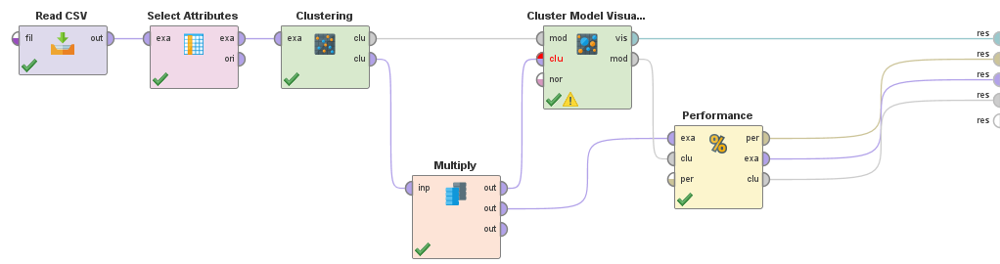 Read CSV
fil
out
Select Attributes
exa
exa
ori
Clustering
exa
clu
clu
Cluster Model Visua...
mod
vis
clu
mod
nor
Multiply
inp
out
out
out
Performance
%
exa
per
clu
exa
per
clu
res
res
res
res
res